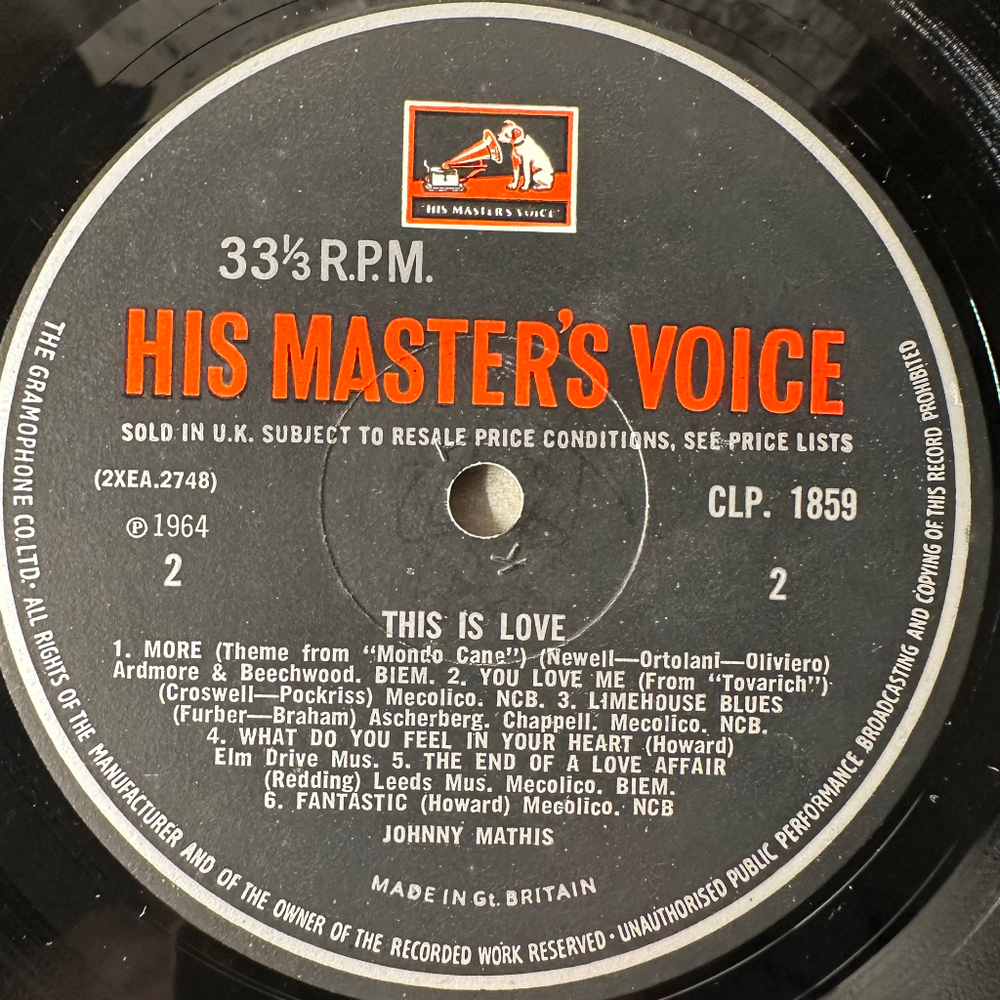 "HIS MASTER'S VOICE"
33⅓ R.P.M.
HIS MASTER'S VOICE
SOLD IN U.K. SUBJECT TO RESALE PRICE CONDITIONS, SEE PRICE LISTS
(2XEA.2748)
CLP. 1859
℗ 1964
2
2
THIS IS LOVE
1. MORE (Theme from “Mondo Cane”) (Newell—Ortolani—Oliviero)
Ardmore & Beechwood. BIEM. 2. YOU LOVE ME (From “Tovarich”)
(Croswell—Pockriss) Mecolico. NCB. 3. LIMEHOUSE BLUES
(Furber—Braham) Ascherberg. Chappell. Mecolico. NCB.
4. WHAT DO YOU FEEL IN YOUR HEART (Howard)
Elm Drive Mus. 5. THE END OF A LOVE AFFAIR
(Redding) Leeds Mus. Mecolico. BIEM.
6. FANTASTIC (Howard) Mecolico. NCB
JOHNNY MATHIS
MADE IN Gt. BRITAIN
THE GRAMOPHONE CO. LTD. • ALL RIGHTS OF THE MANUFACTURER AND OF THE OWNER OF THE RECORDED WORK RESERVED • UNAUTHORISED PUBLIC PERFORMANCE BROADCASTING AND COPYING OF THIS RECORD PROHIBITED